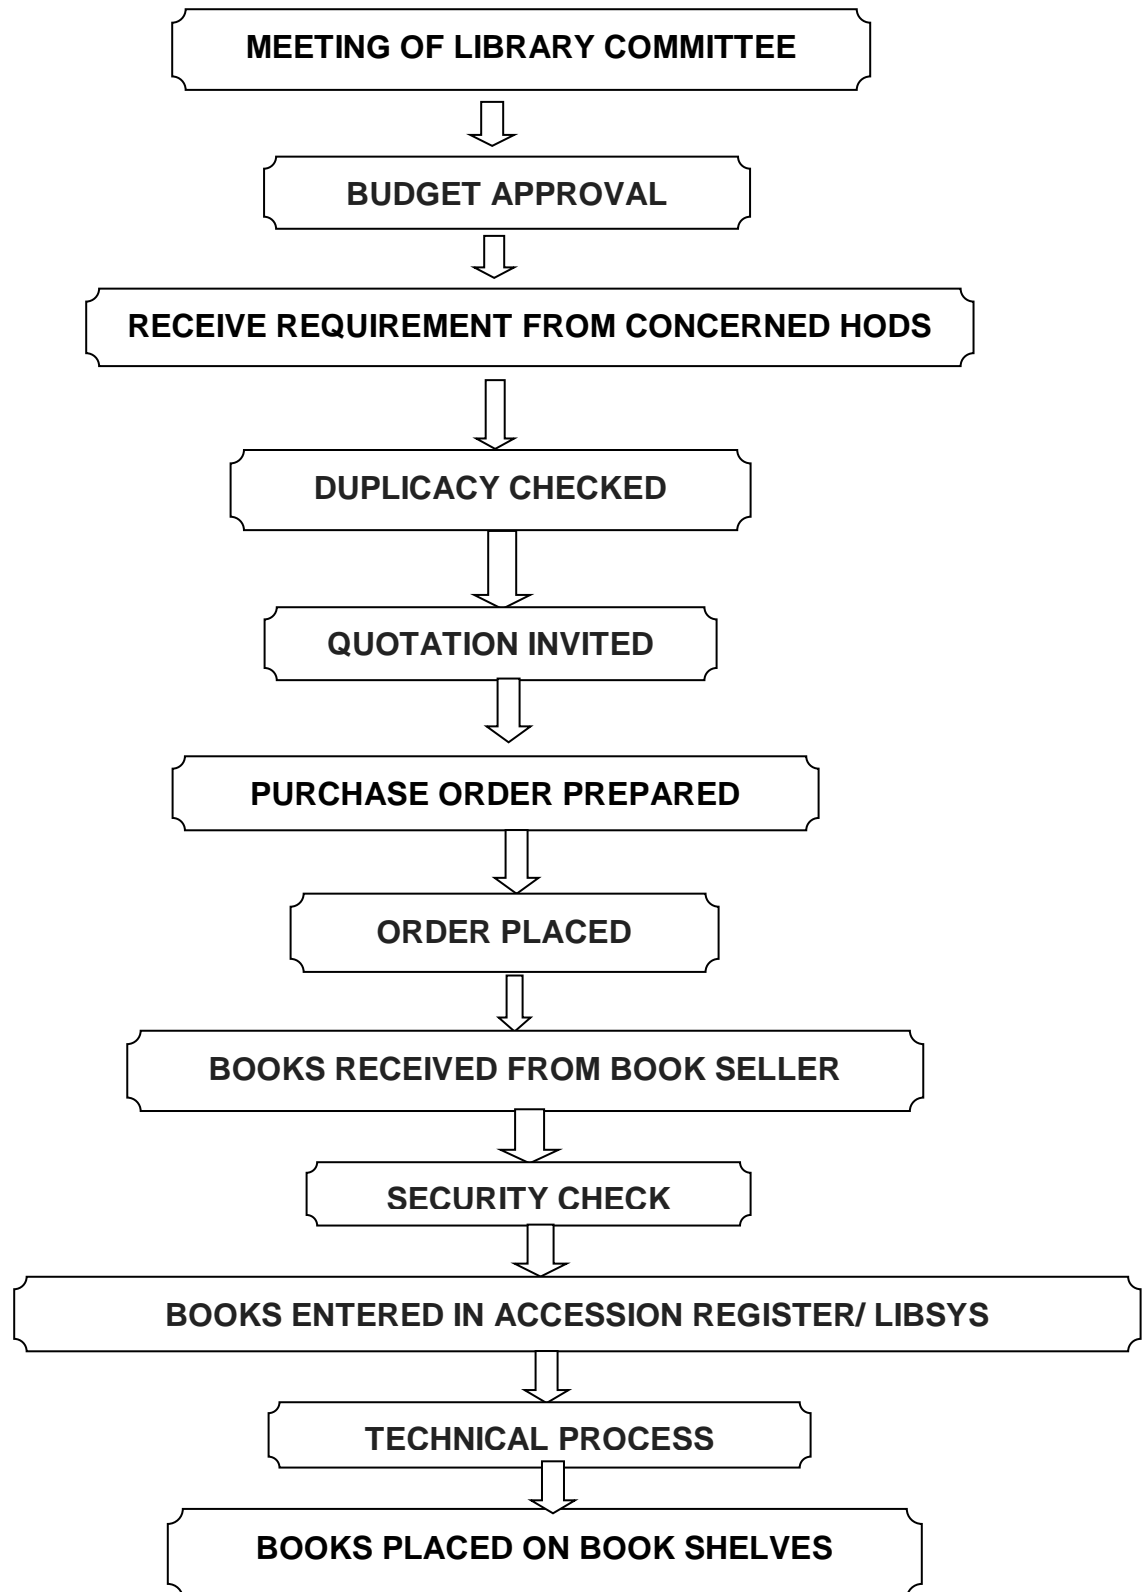 MEETING OF LIBRARY COMMITTEE
BUDGET APPROVAL
RECEIVE REQUIREMENT FROM CONCERNED HODS
DUPLICACY CHECKED
QUOTATION INVITED
PURCHASE ORDER PREPARED
ORDER PLACED
BOOKS RECEIVED FROM BOOK SELLER
SECURITY CHECK
BOOKS ENTERED IN ACCESSION REGISTER/ LIBSYS
TECHNICAL PROCESS
BOOKS PLACED ON BOOK SHELVES